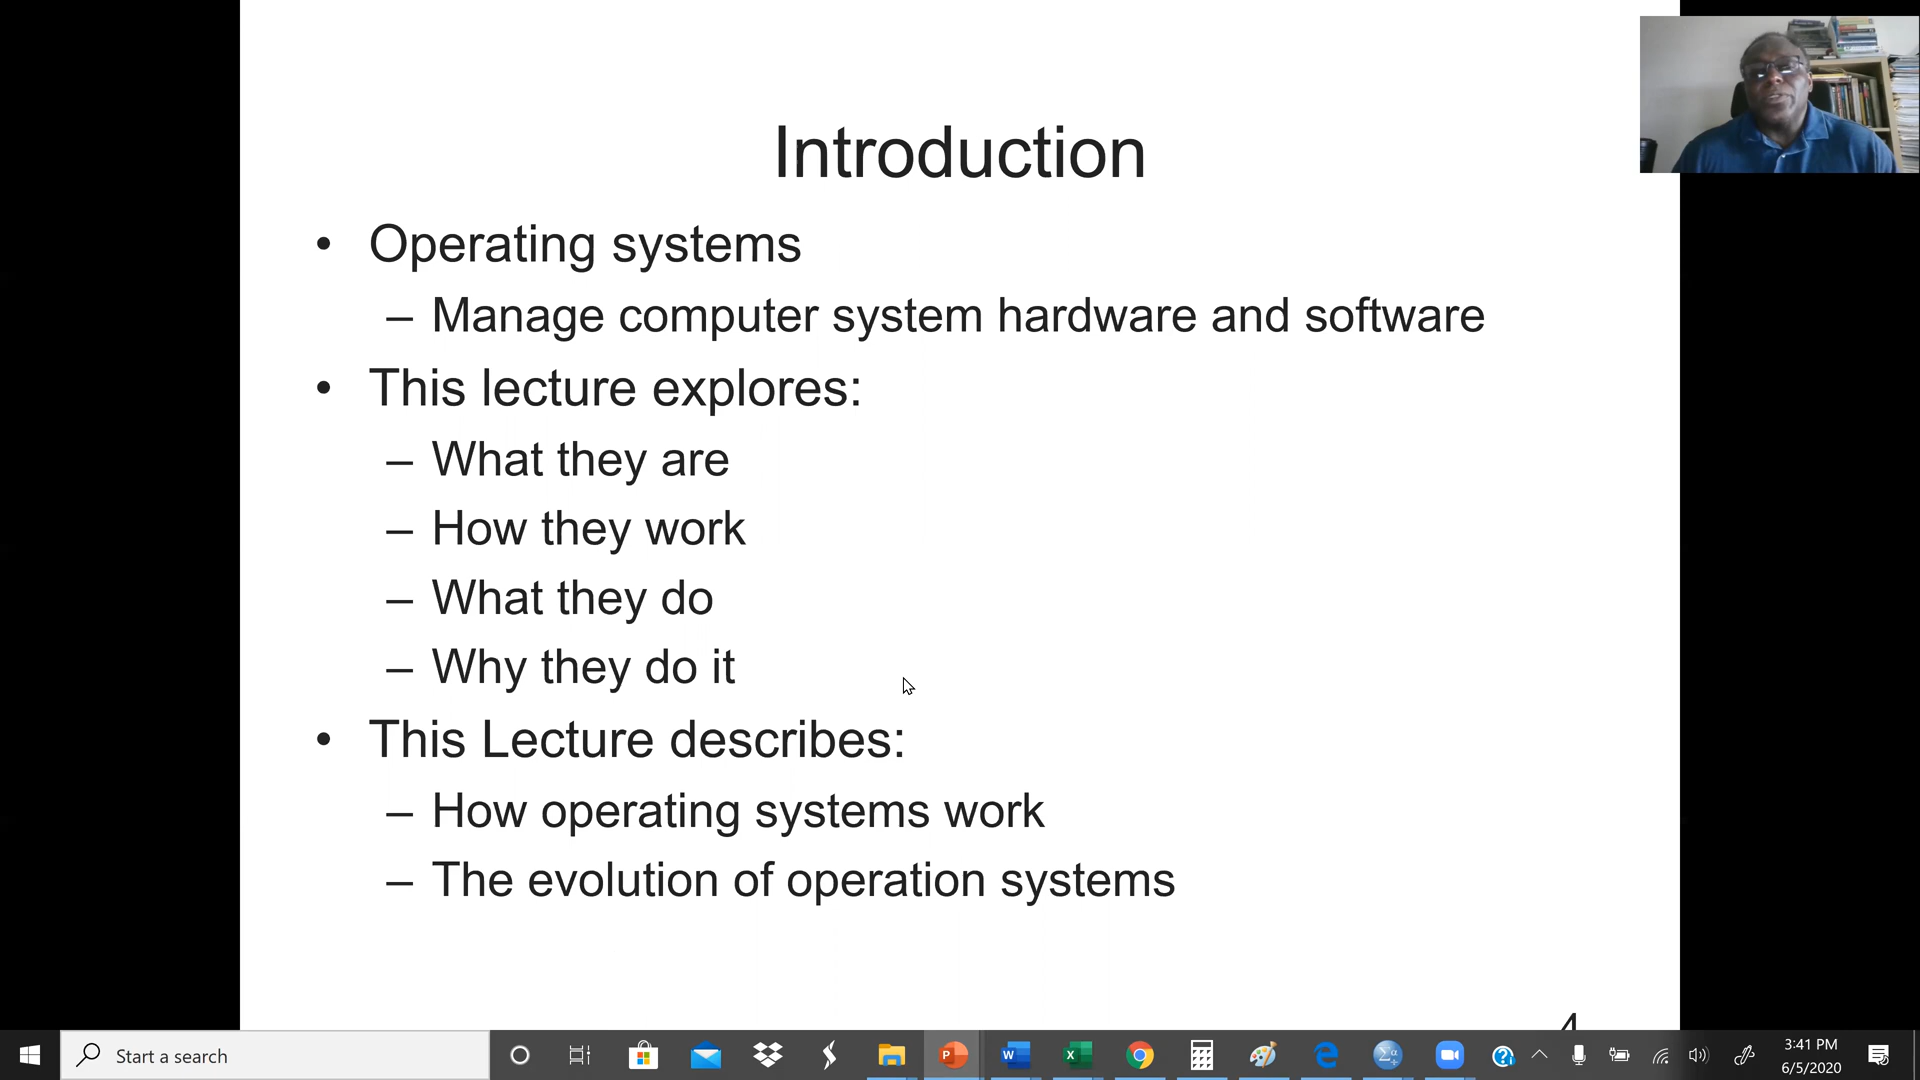 Introduction
• Operating systems
– Manage computer system hardware and software
• This lecture explores:
– What they are
– How they work
– What they do
– Why they do it
• This Lecture describes:
– How operating systems work
– The evolution of operation systems
4
Start a search
3:41 PM
6/5/2020